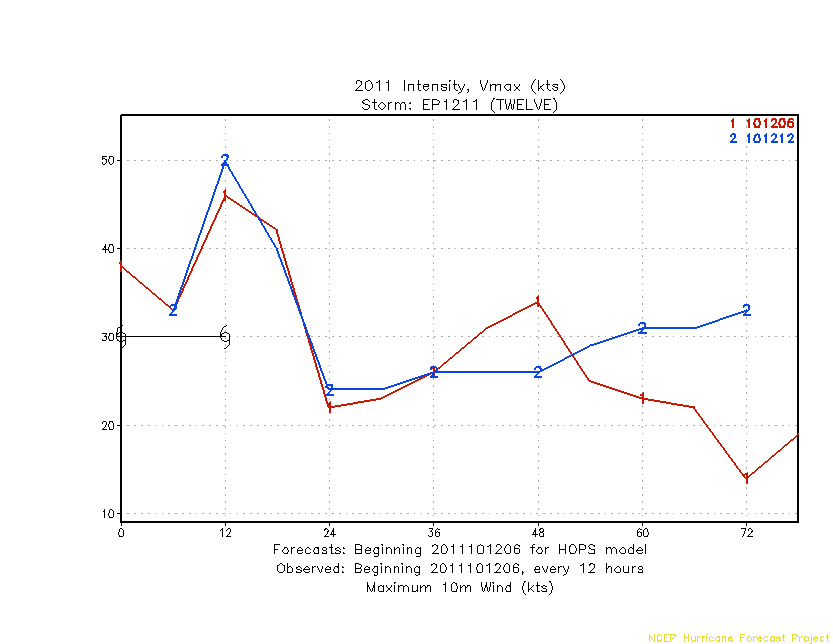 2011 Intensity, Vmax (kts)
Storm: EP1211 (TWELVE)
1 101206
2 101212
50
40
30
20
10
0 12 24 36 48 60 72
Forecasts: Beginning 2011101206 for HOPS model
Observed: Beginning 2011101206, every 12 hours
Maximum 10m Wind (kts)
NCEP Hurricane Forecast Project